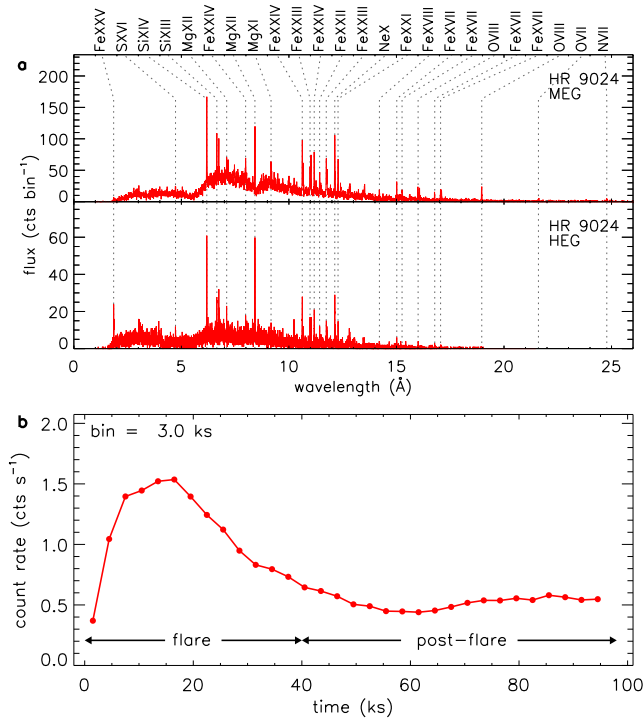 FeXXV SXVI SiXIV SiXIII MgXII FeXXIV MgXII MgXI FeXXIV FeXXIII FeXXIV FeXXII FeXXIII NeX FeXXI FeXVIII FeXVII FeXVII OVIII FeXVII FeXVII OVIII OVII NVII
a
HR 9024
MEG
200
150
100
50
0
HR 9024
HEG
60
40
20
0
flux (cts bin⁻¹)
0 5 10 15 20 25
wavelength (Å)
b
bin = 3.0 ks
2.0
1.5
1.0
0.5
0.0
count rate (cts s⁻¹)
flare
post-flare
0 20 40 60 80 100
time (ks)